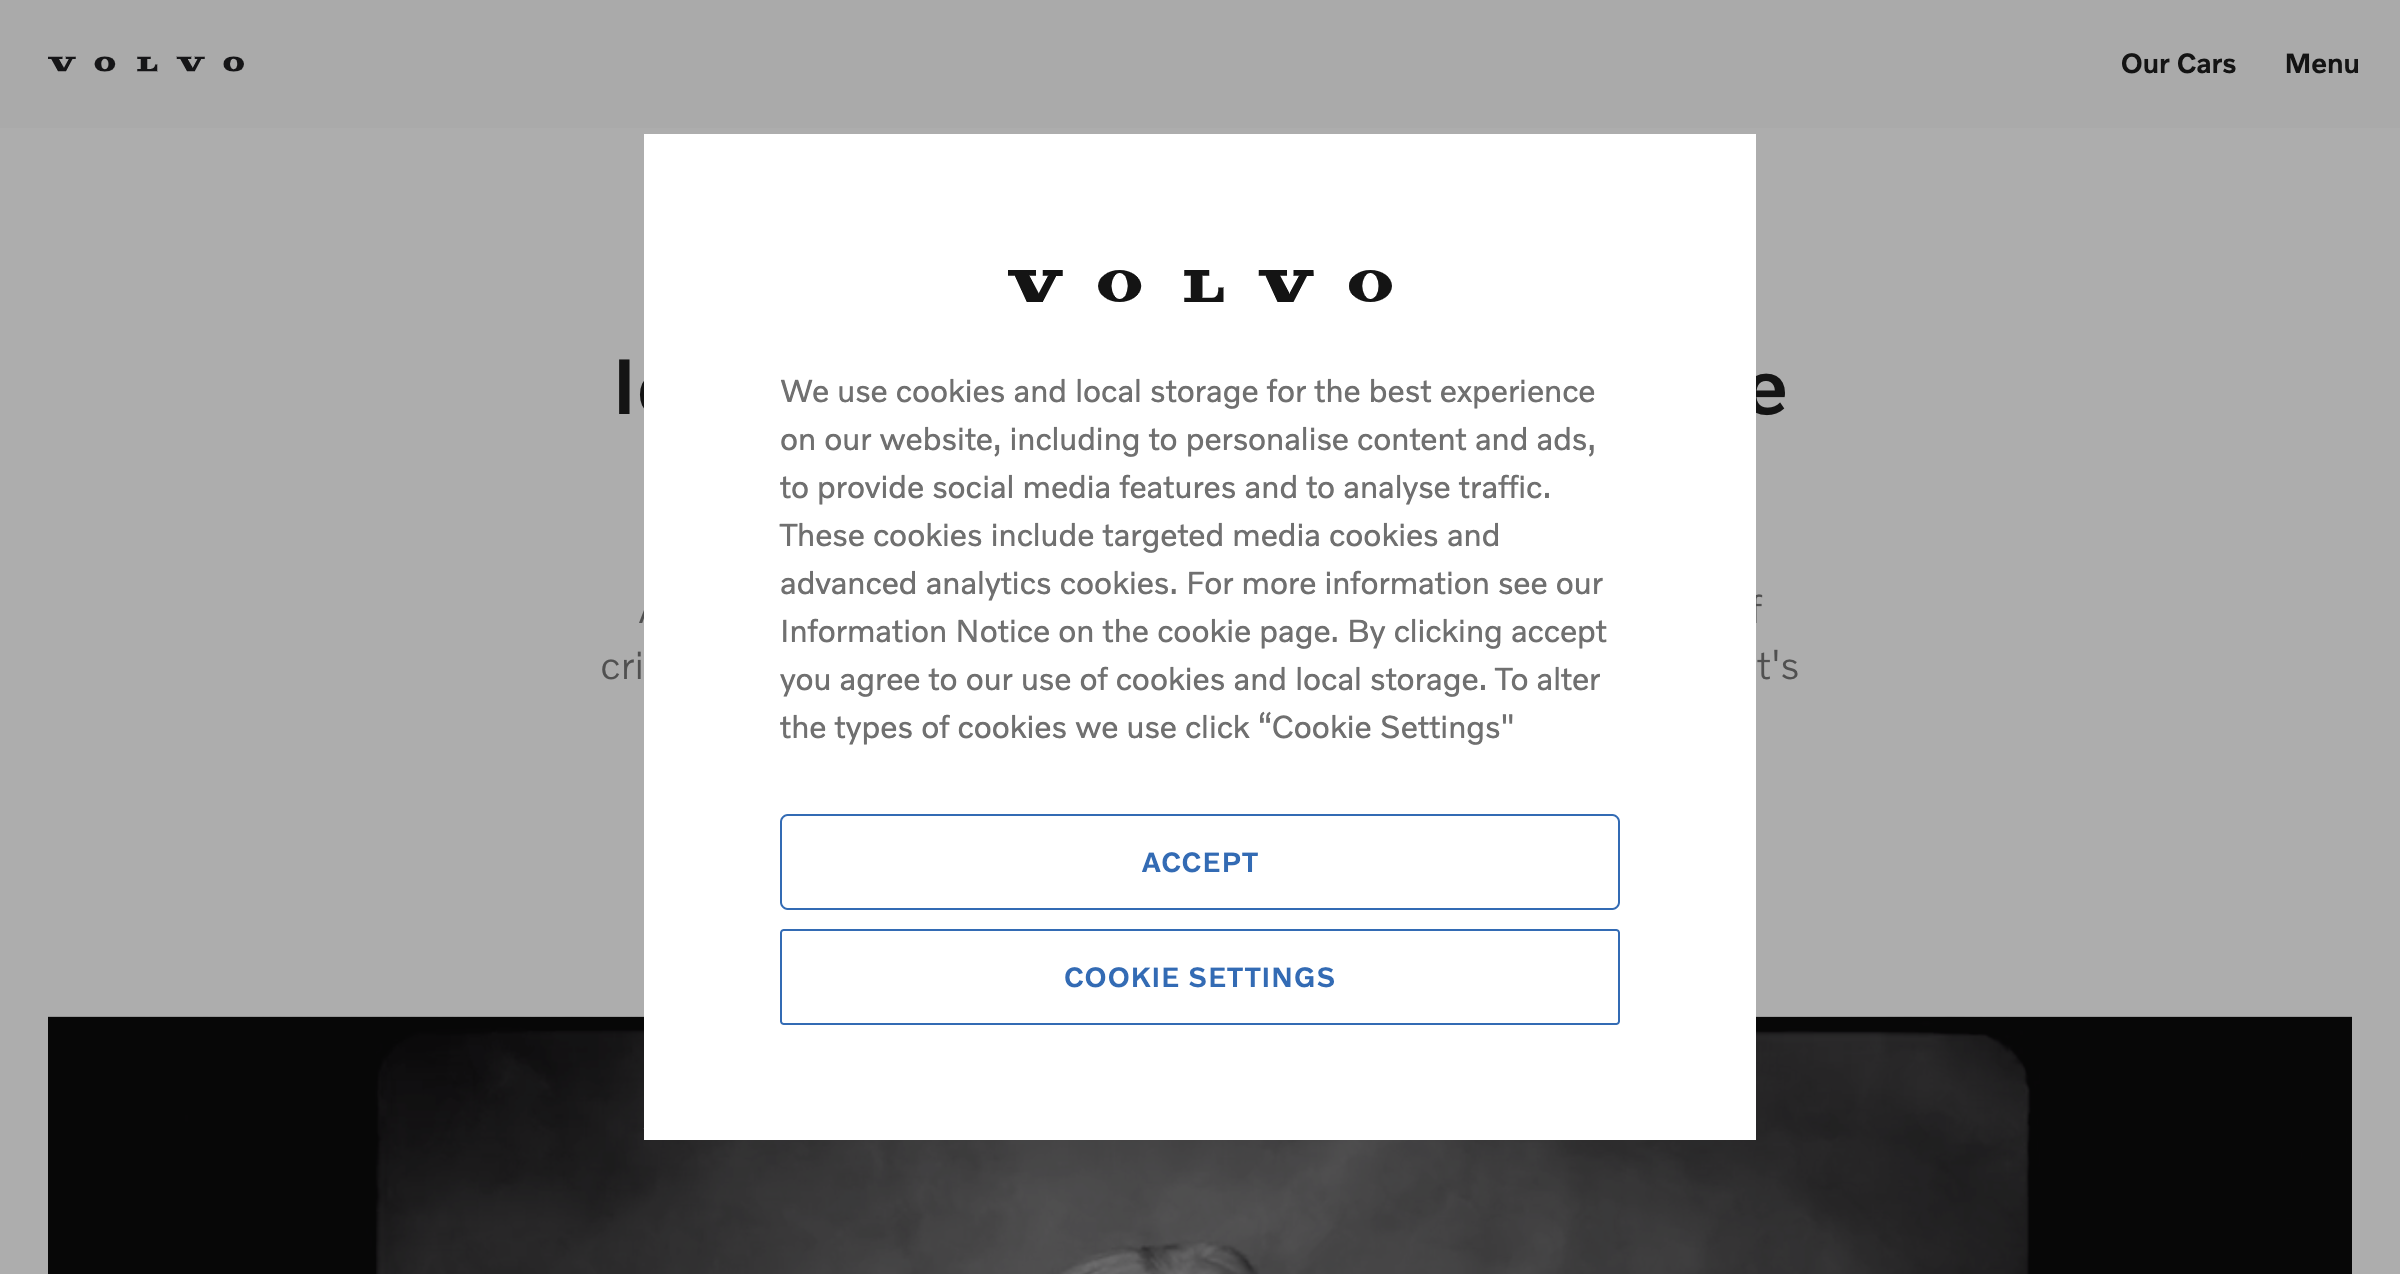 VOLVO
Our Cars
Menu
VOLVO
We use cookies and local storage for the best experience
on our website, including to personalise content and ads,
to provide social media features and to analyse traffic.
These cookies include targeted media cookies and
advanced analytics cookies. For more information see our
Information Notice on the cookie page. By clicking accept
you agree to our use of cookies and local storage. To alter
the types of cookies we use click “Cookie Settings"
ACCEPT
COOKIE SETTINGS